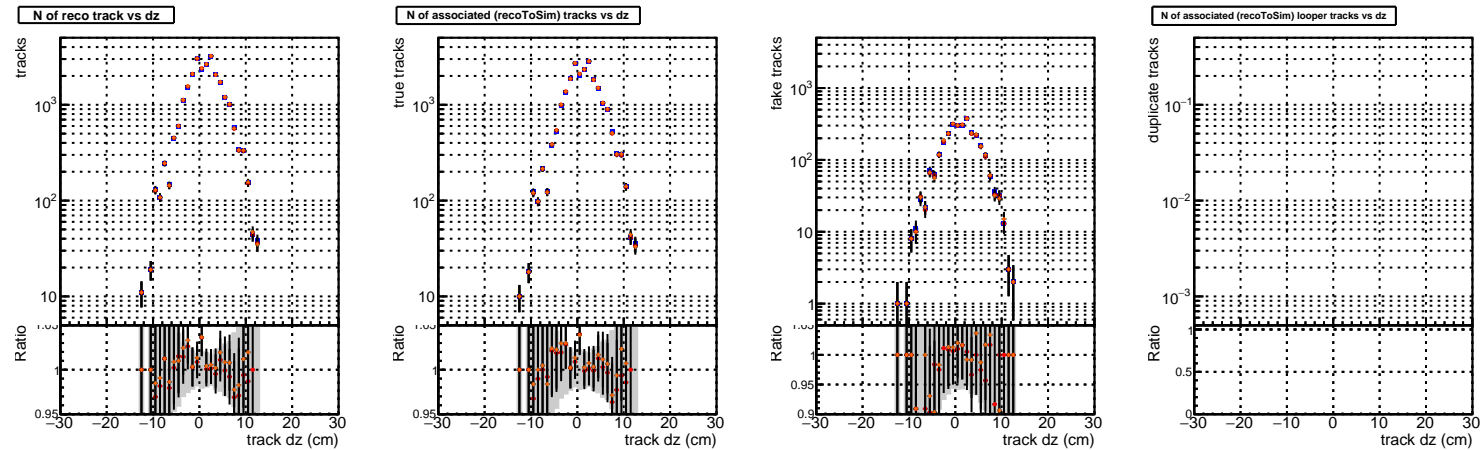 N of reco track vs dz
tracks
10³
10²
10
Ratio
1
0.95
−30 −20 −10 0 10 20 30
track dz (cm)
N of associated (recoToSim) tracks vs dz
true tracks
10³
10²
10
Ratio
1
0.95
−30 −20 −10 0 10 20 30
track dz (cm)
fake tracks
10³
10²
10
1
Ratio
1
0.95
0.9
−30 −20 −10 0 10 20 30
track dz (cm)
N of associated (recoToSim) looper tracks vs dz
duplicate tracks
10⁻¹
10⁻²
10⁻³
Ratio
1
0.5
0
−30 −20 −10 0 10 20 30
track dz (cm)